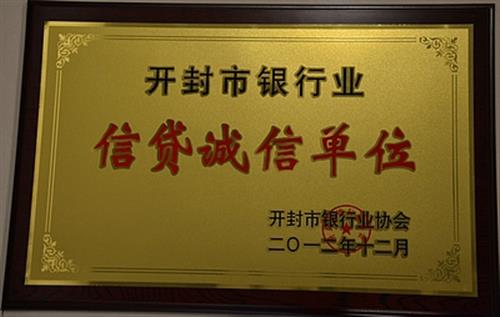 开封市银行业
信贷诚信单位
开封市银行业协会
二〇一二年十二月